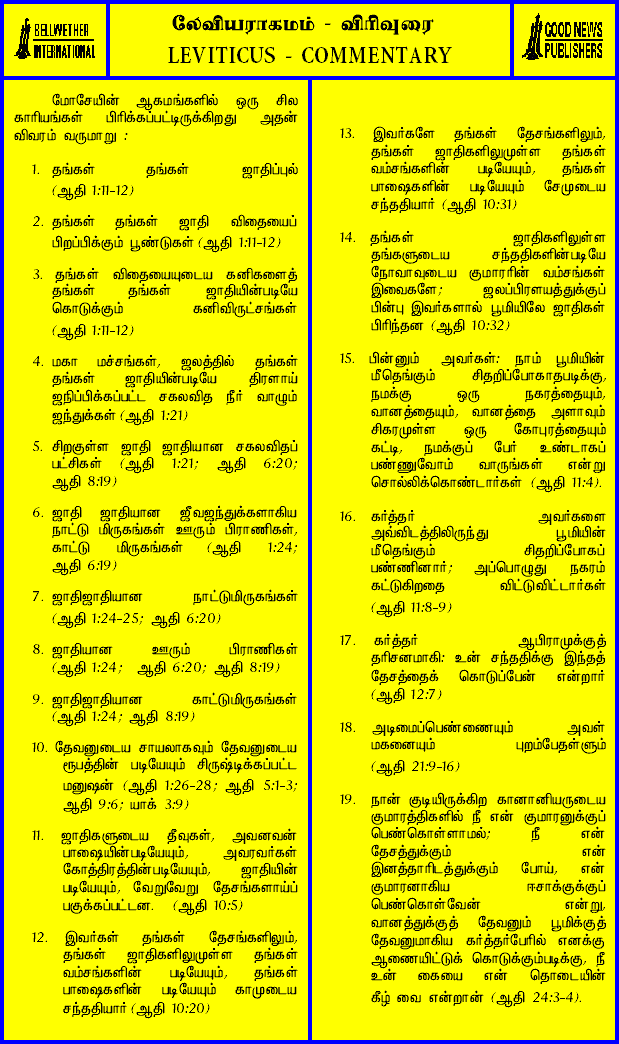 BELLWETHER
INTERNATIONAL
லேவியராகமம் - விரிவுரை
LEVITICUS - COMMENTARY
GOOD NEWS
PUBLISHERS
மோசேயின் ஆகமங்களில் ஒரு சில
காரியங்கள் பிரிக்கப்பட்டிருக்கிறது அதன்
விவரம் வருமாறு :
1. தங்கள் தங்கள் ஜாதிப்புல்
(ஆதி 1:11-12)
2. தங்கள் தங்கள் ஜாதி விதையைப்
பிறப்பிக்கும் பூண்டுகள் (ஆதி 1:11-12)
3. தங்கள் விதையையுடைய கனிகளைத்
தங்கள் தங்கள் ஜாதியின்படியே
கொடுக்கும் கனிவிருட்சங்கள்
(ஆதி 1:11-12)
4. மகா மச்சங்கள், ஜலத்தில் தங்கள்
தங்கள் ஜாதியின்படியே திரளாய்
ஜநிப்பிக்கப்பட்ட சகலவித நீர் வாழும்
ஜந்துக்கள் (ஆதி 1:21)
5. சிறகுள்ள ஜாதி ஜாதியான சகலவிதப்
பட்சிகள் (ஆதி 1:21; ஆதி 6:20;
ஆதி 8:19)
6. ஜாதி ஜாதியான ஜீவஜந்துக்களாகிய
நாட்டு மிருகங்கள் ஊரும் பிராணிகள்,
காட்டு மிருகங்கள் (ஆதி 1:24;
ஆதி 6:19)
7. ஜாதிஜாதியான நாட்டுமிருகங்கள்
(ஆதி 1:24-25; ஆதி 6:20)
8. ஜாதியான ஊரும் பிராணிகள்
(ஆதி 1:24; ஆதி 6:20; ஆதி 8:19)
9. ஜாதிஜாதியான காட்டுமிருகங்கள்
(ஆதி 1:24; ஆதி 8:19)
10. தேவனுடைய சாயலாகவும் தேவனுடைய
ரூபத்தின் படியேயும் சிருஷ்டிக்கப்பட்ட
மனுஷன் (ஆதி 1:26-28; ஆதி 5:1-3;
ஆதி 9:6; யாக் 3:9)
11. ஜாதிகளுடைய தீவுகள், அவனவன்
பாஷையின்படியேயும், அவரவர்கள்
கோத்திரத்தின்படியேயும், ஜாதியின்
படியேயும், வேறுவேறு தேசங்களாய்ப்
பகுக்கப்பட்டன. (ஆதி 10:5)
12. இவர்கள் தங்கள் தேசங்களிலும்,
தங்கள் ஜாதிகளிலுமுள்ள தங்கள்
வம்சங்களின் படியேயும், தங்கள்
பாஷைகளின் படியேயும் காமுடைய
சந்ததியார் (ஆதி 10:20)
13. இவர்களே தங்கள் தேசங்களிலும்,
தங்கள் ஜாதிகளிலுமுள்ள தங்கள்
வம்சங்களின் படியேயும், தங்கள்
பாஷைகளின் படியேயும் சேமுடைய
சந்ததியார் (ஆதி 10:31)
14. தங்கள் ஜாதிகளிலுள்ள
தங்களுடைய சந்ததிகளின்படியே
நோவாவுடைய குமாரரின் வம்சங்கள்
இவைகளே; ஜலப்பிரளயத்துக்குப்
பின்பு இவர்களால் பூமியிலே ஜாதிகள்
பிரிந்தன (ஆதி 10:32)
15. பின்னும் அவர்கள்: நாம் பூமியின்
மீதெங்கும் சிதறிப்போகாதபடிக்கு,
நமக்கு ஒரு நகரத்தையும்,
வானத்தையும், வானத்தை அளாவும்
சிகரமுள்ள ஒரு கோபுரத்தையும்
கட்டி, நமக்குப் பேர் உண்டாகப்
பண்ணுவோம் வாருங்கள் என்று
சொல்லிக்கொண்டார்கள் (ஆதி 11:4).
16. கர்த்தர் அவர்களை
அவ்விடத்திலிருந்து பூமியின்
மீதெங்கும் சிதறிப்போகப்
பண்ணினார்; அப்பொழுது நகரம்
கட்டுகிறதை விட்டுவிட்டார்கள்
(ஆதி 11:8-9)
17. கர்த்தர் ஆபிராமுக்குத்
தரிசனமாகி: உன் சந்ததிக்கு இந்தத்
தேசத்தைக் கொடுப்பேன் என்றார்
(ஆதி 12:7)
18. அடிமைப்பெண்ணையும் அவள்
மகனையும் புறம்பேதள்ளும்
(ஆதி 21:9-16)
19. நான் குடியிருக்கிற கானானியருடைய
குமாரத்திகளில் நீ என் குமாரனுக்குப்
பெண்கொள்ளாமல்; நீ என்
தேசத்துக்கும் என்
இனத்தாரிடத்துக்கும் போய், என்
குமாரனாகிய ஈசாக்குக்குப்
பெண்கொள்வேன் என்று,
வானத்துக்குத் தேவனும் பூமிக்குத்
தேவனுமாகிய கர்த்தர்பேரில் எனக்கு
ஆணையிட்டுக் கொடுக்கும்படிக்கு, நீ
உன் கையை என் தொடையின்
கீழ் வை என்றான் (ஆதி 24:3-4).